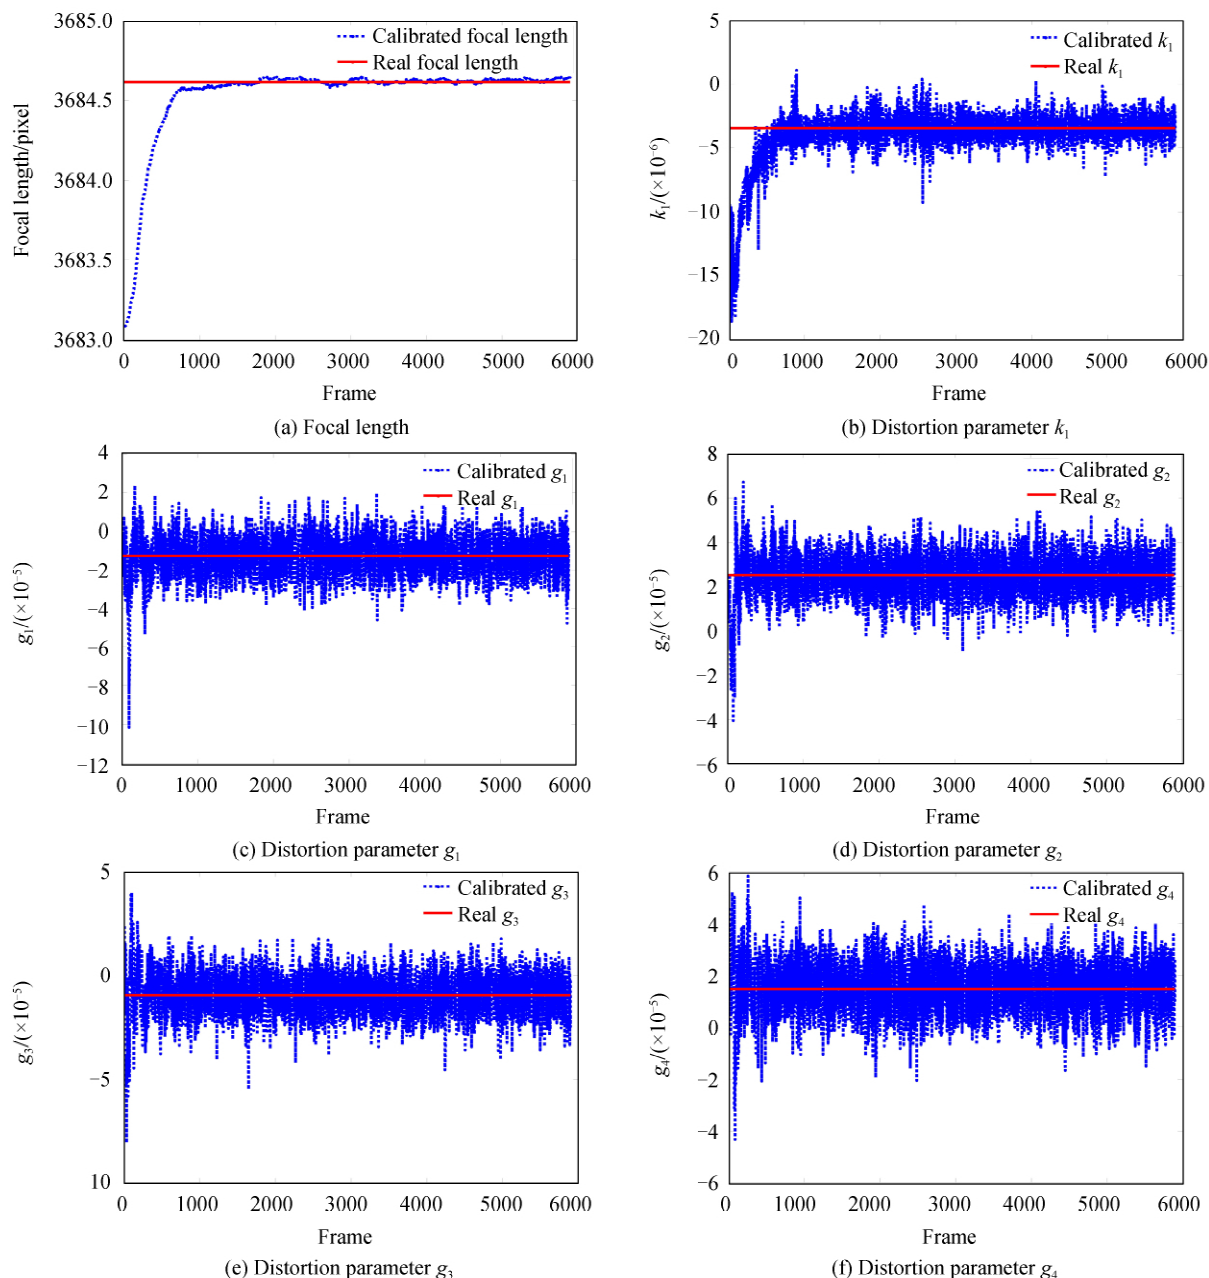 3685.0
3684.5
3684.0
3683.5
3683.0
Focal length/pixel
Calibrated focal length
Real focal length
0 1000 2000 3000 4000 5000 6000
Frame
(a) Focal length
5
0
−5
−10
−15
−20
k₁/(×10⁻⁶)
Calibrated k₁
Real k₁
0 1000 2000 3000 4000 5000 6000
Frame
(b) Distortion parameter k₁
4
2
0
−2
−4
−6
−8
−10
−12
g₁/(×10⁻⁵)
Calibrated g₁
Real g₁
0 1000 2000 3000 4000 5000 6000
Frame
(c) Distortion parameter g₁
8
6
4
2
0
−2
−4
−6
g₂/(×10⁻⁵)
Calibrated g₂
Real g₂
0 1000 2000 3000 4000 5000 6000
Frame
(d) Distortion parameter g₂
5
0
−5
10
g₃/(×10⁻⁵)
Calibrated g₃
Real g₃
0 1000 2000 3000 4000 5000 6000
Frame
(e) Distortion parameter g₃
6
4
2
0
−2
−4
−6
g₄/(×10⁻⁵)
Calibrated g₄
Real g₄
0 1000 2000 3000 4000 5000 6000
Frame
(f) Distortion parameter g₄